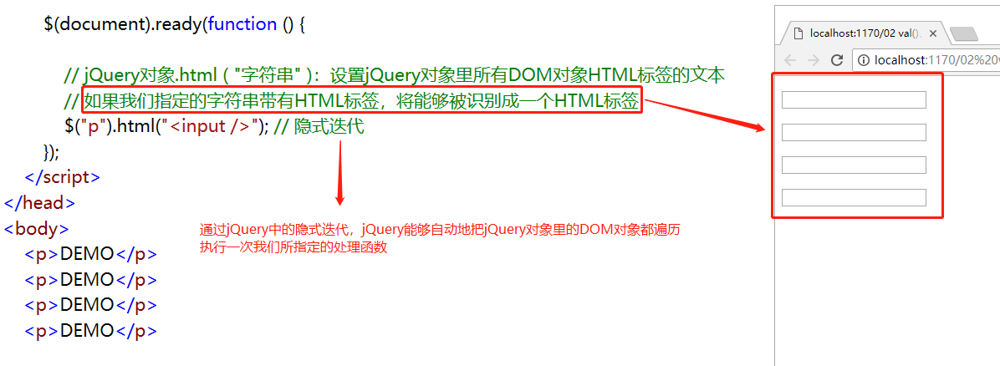 $(document).ready(function () {
// jQuery对象.html ( "字符串" )：设置jQuery对象里所有DOM对象HTML标签的文本
// 如果我们指定的字符串带有HTML标签，将能够被识别成一个HTML标签
$("p").html("<input />"); // 隐式迭代
});
</script>
</head>
<body>
<p>DEMO</p>
<p>DEMO</p>
<p>DEMO</p>
<p>DEMO</p>
通过jQuery中的隐式迭代，jQuery能够自动地把jQuery对象里的DOM对象都遍历
执行一次我们所指定的处理函数
localhost:1170/02 val().
localhost:1170/02%20v